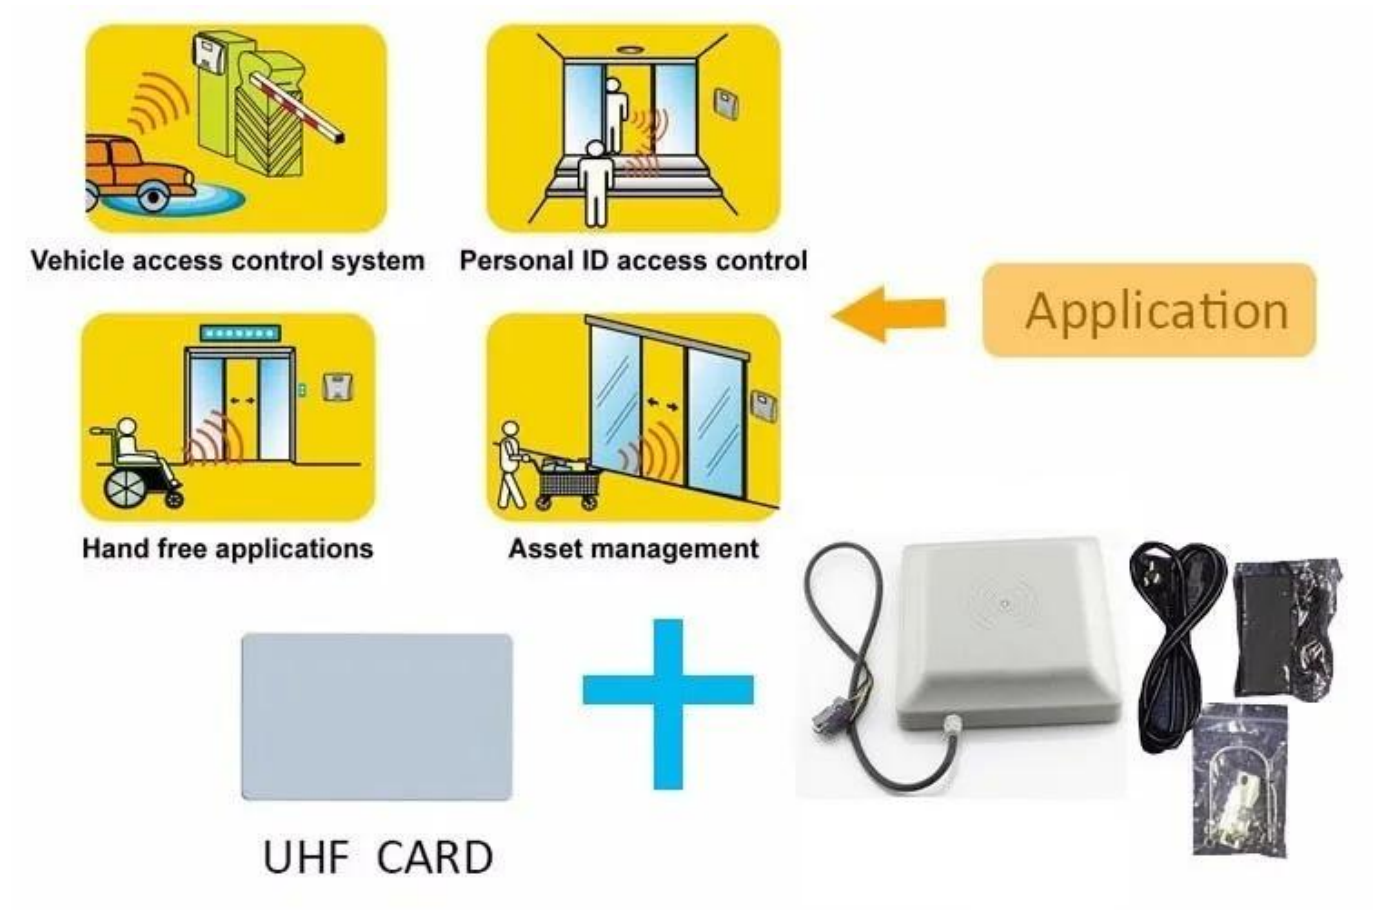 Vehicle access control system
Personal ID access control
Application
Hand free applications
Asset management
UHF CARD